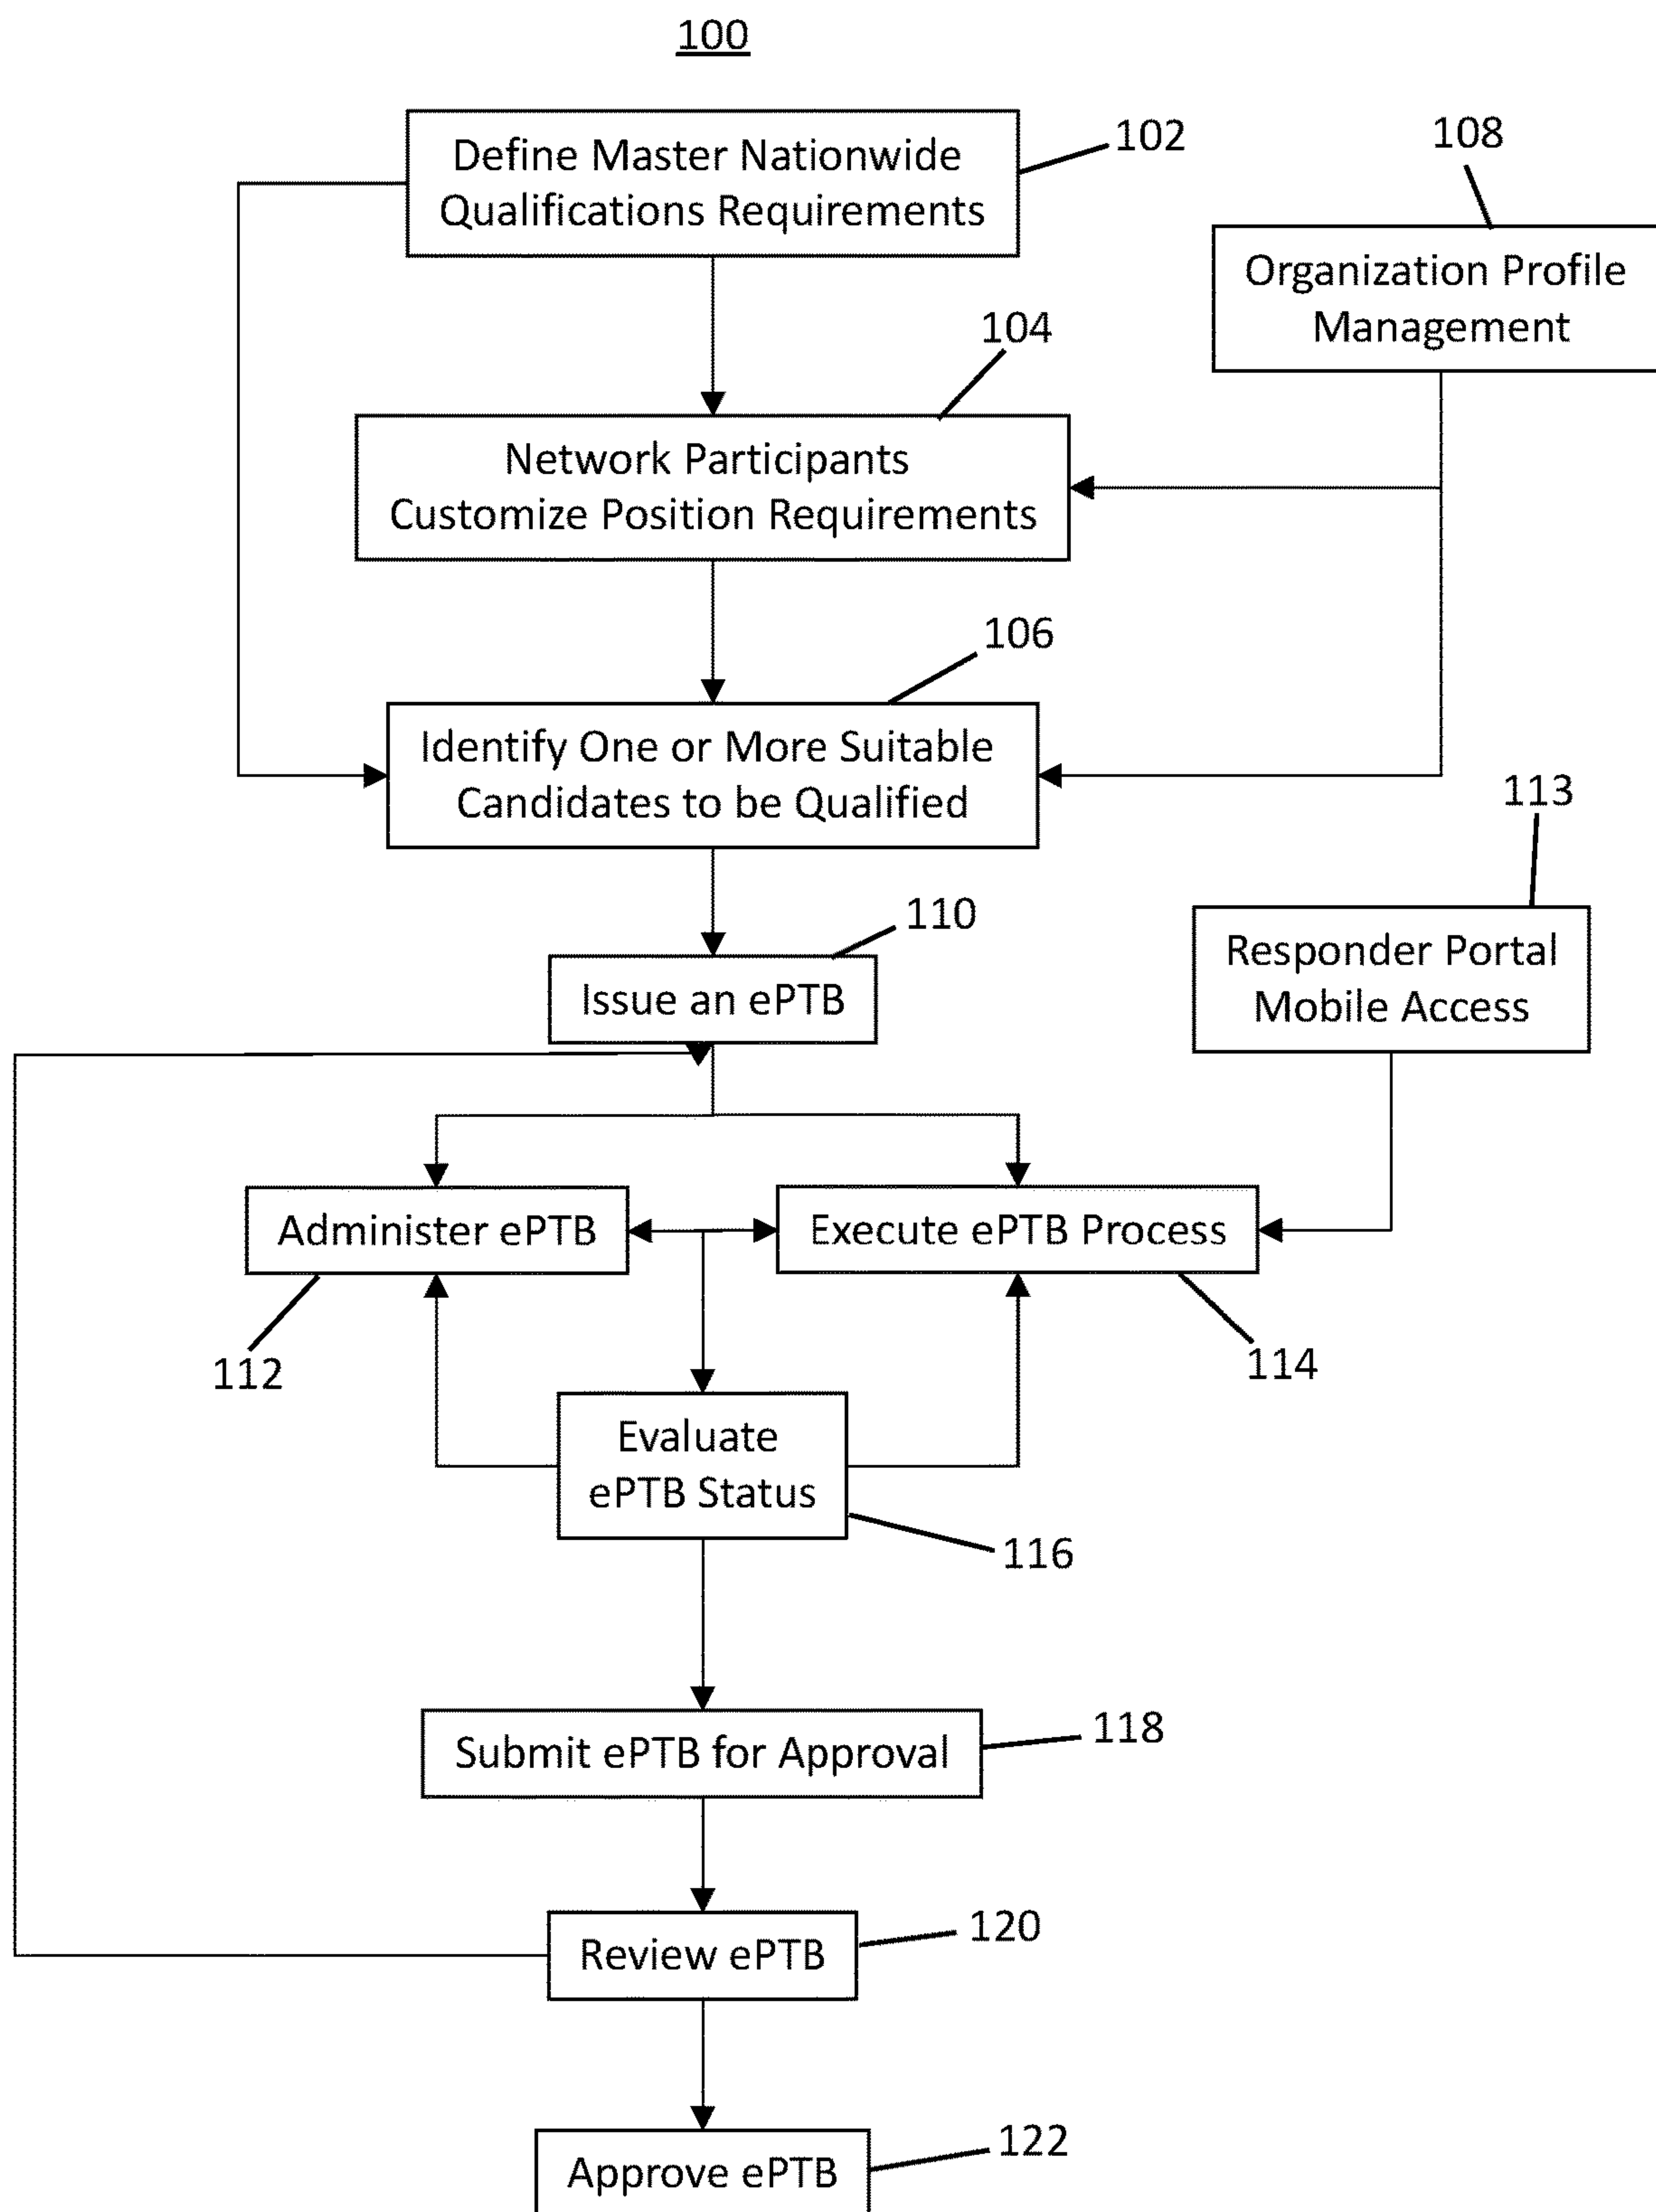 100
Define Master Nationwide
Qualifications Requirements
102
108
Organization Profile
Management
104
Network Participants
Customize Position Requirements
106
Identify One or More Suitable
Candidates to be Qualified
113
110
Issue an ePTB
Responder Portal
Mobile Access
Administer ePTB
Execute ePTB Process
112
114
Evaluate
ePTB Status
116
Submit ePTB for Approval
118
Review ePTB
120
Approve ePTB
122